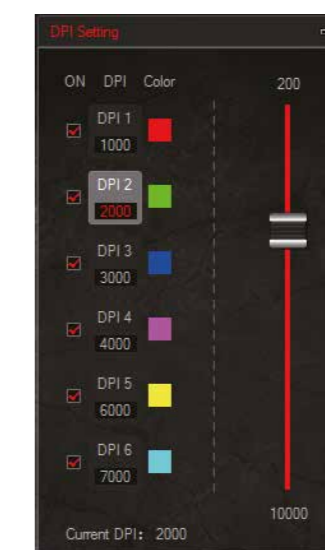 DPI Setting
ON DPI Color
200
DPI 1
1000
DPI 2
2000
DPI 3
3000
DPI 4
4000
DPI 5
6000
DPI 6
7000
10000
Current DPI: 2000